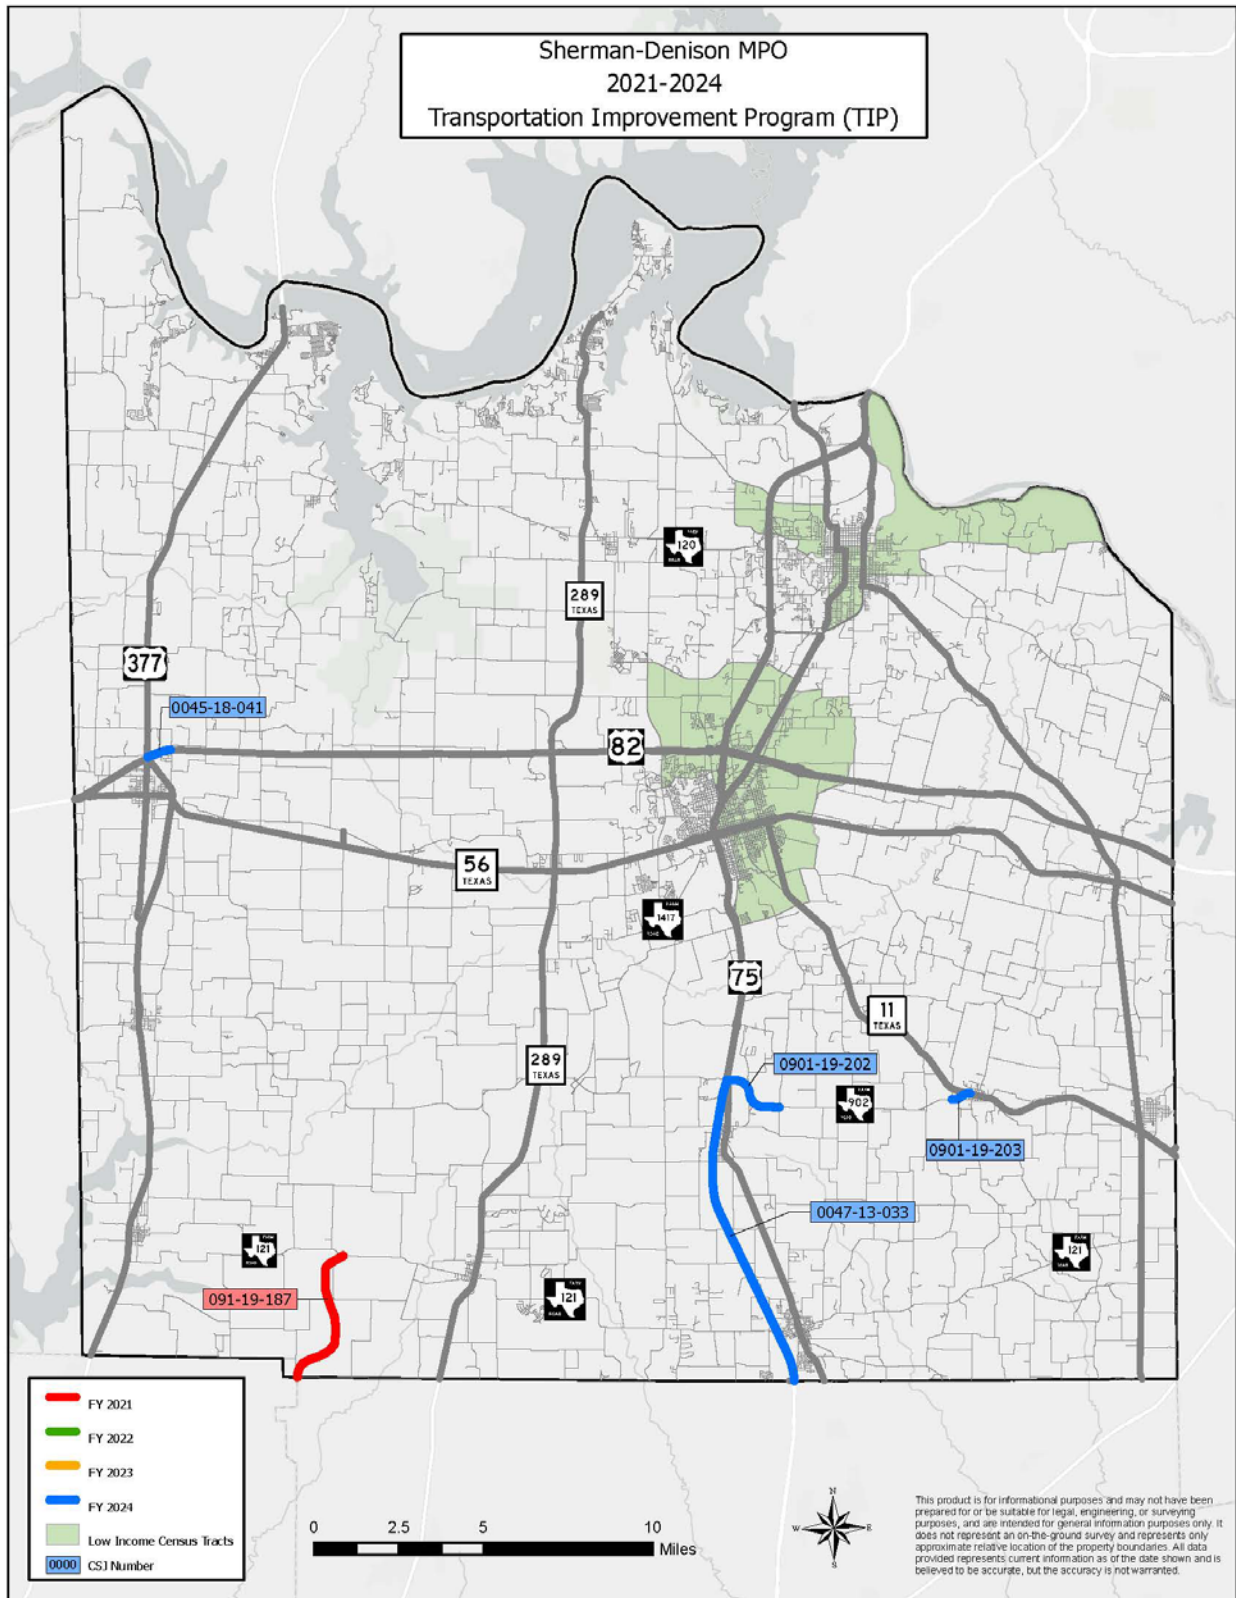 Sherman-Denison MPO
2021-2024
Transportation Improvement Program (TIP)
120
289
TEXAS
377
0045-18-041
82
56
TEXAS
1417
75
11
TEXAS
289
TEXAS
0901-19-202
902
0901-19-203
0047-13-033
121
121
121
091-19-187
FY 2021
FY 2022
FY 2023
FY 2024
Low Income Census Tracts
0000 CSJ Number
0 2.5 5 10
Miles
N
W E
S
This product is for informational purposes and may not have been
prepared for or be suitable for legal, engineering, or surveying
purposes, and are intended for general information purposes only. It
does not represent an on-the-ground survey and represents only
approximate relative location of the property boundaries. All data
provided represents current information as of the date shown and is
believed to be accurate, but the accuracy is not warranted.